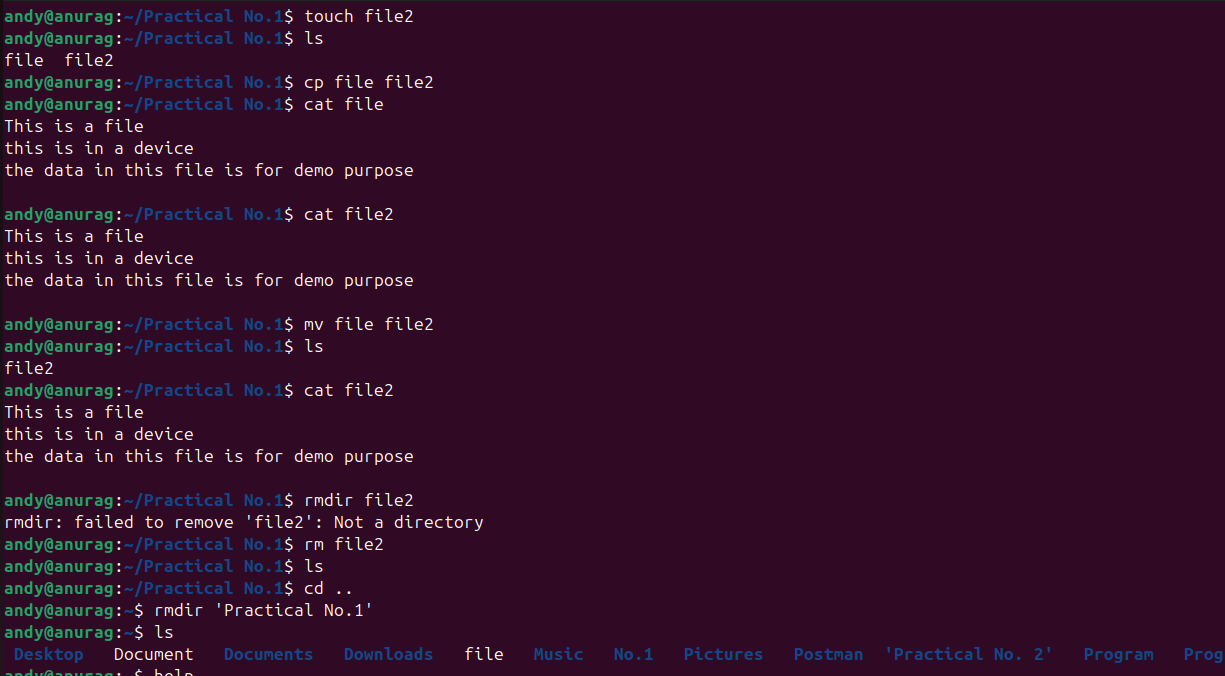 andy@anurag:~/Practical No.1$ touch file2
andy@anurag:~/Practical No.1$ ls
file  file2
andy@anurag:~/Practical No.1$ cp file file2
andy@anurag:~/Practical No.1$ cat file
This is a file
this is in a device
the data in this file is for demo purpose
andy@anurag:~/Practical No.1$ cat file2
This is a file
this is in a device
the data in this file is for demo purpose
andy@anurag:~/Practical No.1$ mv file file2
andy@anurag:~/Practical No.1$ ls
file2
andy@anurag:~/Practical No.1$ cat file2
This is a file
this is in a device
the data in this file is for demo purpose
andy@anurag:~/Practical No.1$ rmdir file2
rmdir: failed to remove 'file2': Not a directory
andy@anurag:~/Practical No.1$ rm file2
andy@anurag:~/Practical No.1$ ls
andy@anurag:~/Practical No.1$ cd ..
andy@anurag:~$ rmdir 'Practical No.1'
andy@anurag:~$ ls
Desktop   Document   Documents   Downloads   file   Music   No.1   Pictures   Postman  'Practical No. 2'   Program   Prog
andy@anurag:~$ help